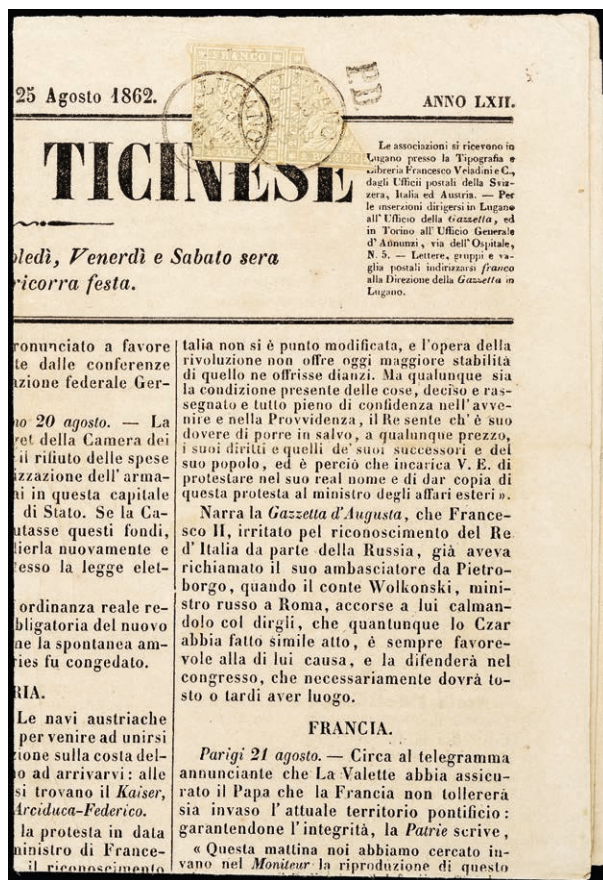 25 Agosto 1862.
FRANCO
LUGANO
P.D
ANNO LXII.
TICINESE
Le associazioni si ricevono in
Lugano presso la Tipografia e
Libreria Francesco Veladini e C.,
dagli Ufficii postali della Sviz-
zera, Italia ed Austria. — Per
le inserzioni dirigersi in Lugano
all' Ufficio della Gazzetta, ed
in Torino all' Ufficio Generale
d' Annunzi, via dell' Ospitale,
N. 5. — Lettere, gruppi e va-
glia postali indirizzarsi franco
alla Direzione della Gazzetta in
Lugano.
oledì, Venerdì e Sabato sera
ricorra festa.
ronunciato a favore
te dalle conferenze
azione federale Ger-
no 20 agosto. — La
get della Camera dei
il rifiuto delle spese
izzazione dell' arma-
ni in questa capitale
di Stato. Se la Ca-
utasse questi fondi,
lierla nuovamente e
esso la legge elet-
ordinanza reale re-
bligatoria del nuovo
ne la spontanea am-
ries fu congedato.
RIA.
Le navi austriache
per venire ad unirsi
zione sulla costa del-
o ad arrivarvi: alle
si trovano il Kaiser,
Arciduca-Federico.
la protesta in data
ministro di France-
il riconoscimento
talia non si è punto modificata, e l'opera della
rivoluzione non offre oggi maggiore stabilità
di quello ne offrisse dianzi. Ma qualunque sia
la condizione presente delle cose, deciso e ras-
segnato e tutto pieno di confidenza nell' avve-
nire e nella Provvidenza, il Re sente ch' è suo
dovere di porre in salvo, a qualunque prezzo,
i suoi diritti e quelli de' suoi successori e del
suo popolo, ed è perciò che incarica V. E. di
protestare nel suo real nome e di dar copia di
questa protesta al ministro degli affari esteri ».
Narra la Gazzetta d'Augusta, che France-
sco II, irritato pel riconoscimento del Re
d' Italia da parte della Russia, già aveva
richiamato il suo ambasciatore da Pietro-
borgo, quando il conte Wolkonski, mini-
stro russo a Roma, accorse a lui calman-
dolo col dirgli, che quantunque lo Czar
abbia fatto simile atto, è sempre favore-
vole alla di lui causa, e la difenderà nel
congresso, che necessariamente dovrà to-
sto o tardi aver luogo.
FRANCIA.
Parigi 21 agosto. — Circa al telegramma
annunciante che La Valette abbia assicu-
rato il Papa che la Francia non tollererà
sia invaso l' attuale territorio pontificio:
garantendone l'integrità, la Patrie scrive,
« Questa mattina noi abbiamo cercato in-
vano nel Moniteur la riproduzione di questo